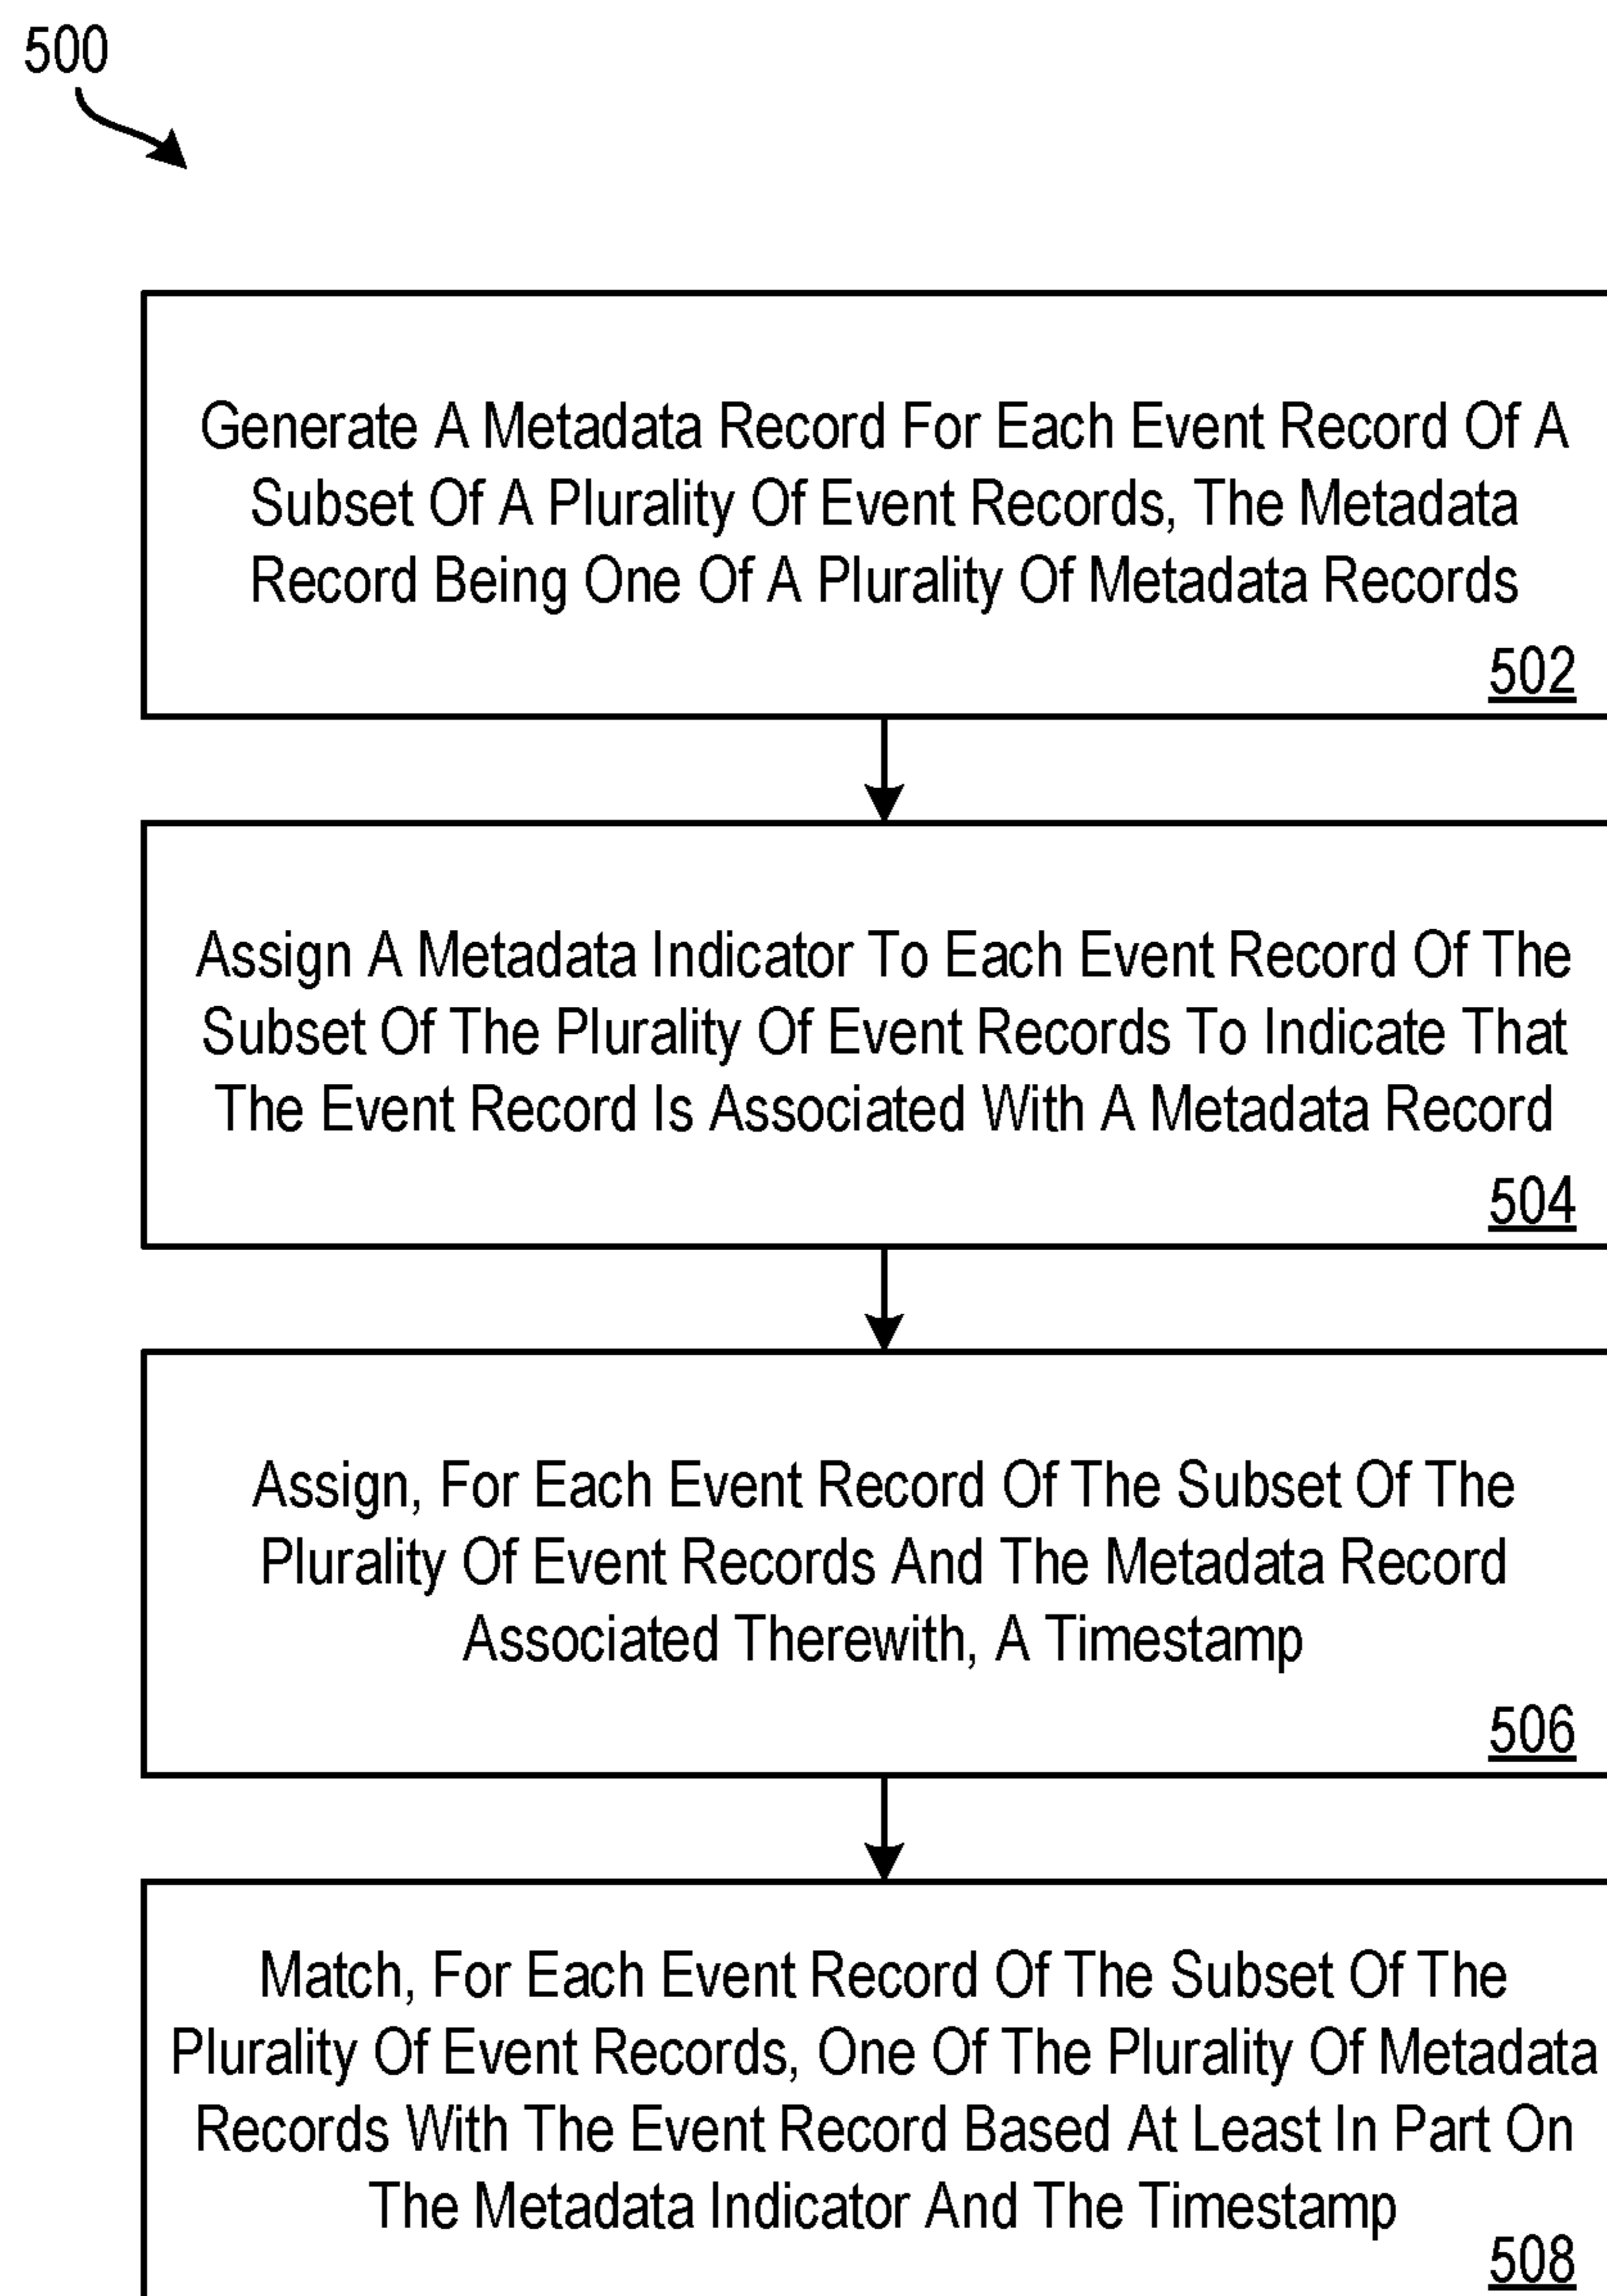 500
Generate A Metadata Record For Each Event Record Of A
Subset Of A Plurality Of Event Records, The Metadata
Record Being One Of A Plurality Of Metadata Records
502
Assign A Metadata Indicator To Each Event Record Of The
Subset Of The Plurality Of Event Records To Indicate That
The Event Record Is Associated With A Metadata Record
504
Assign, For Each Event Record Of The Subset Of The
Plurality Of Event Records And The Metadata Record
Associated Therewith, A Timestamp
506
Match, For Each Event Record Of The Subset Of The
Plurality Of Event Records, One Of The Plurality Of Metadata
Records With The Event Record Based At Least In Part On
The Metadata Indicator And The Timestamp
508